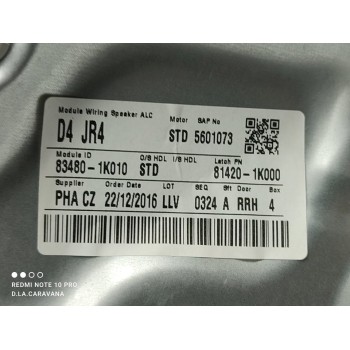 Module Wiring Speaker ALC
Motor SAP No
D4 JR4 STD 5601073
Module ID O/S HDL I/S HDL Latch PN
83480-1K010 STD 81420-1K000
Supplier Order Date LOT SEQ Sft Door Box
PHA CZ 22/12/2016 LLV 0324 A RRH 4
REDMI NOTE 10 PRO
D.LA.CARAVANA